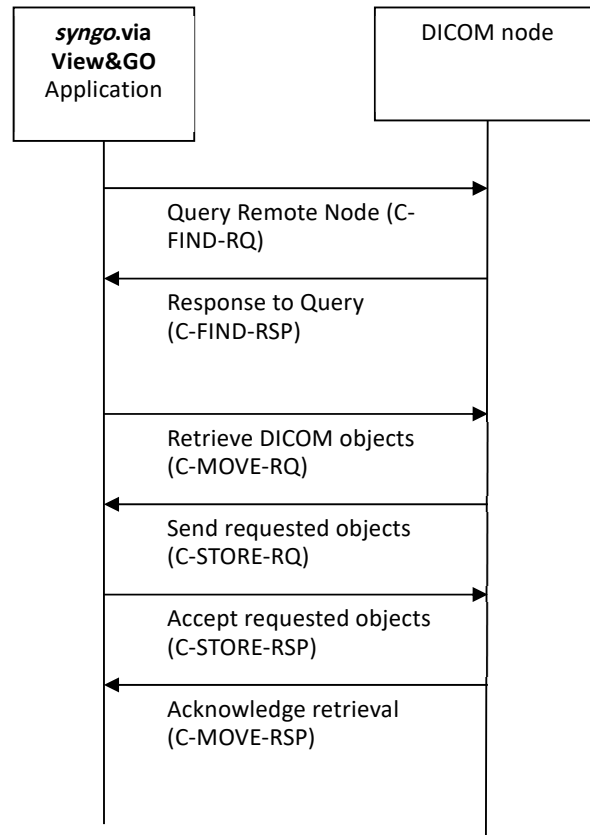 syngo.via
View&GO
Application
DICOM node
Query Remote Node (C-
FIND-RQ)
Response to Query
(C-FIND-RSP)
Retrieve DICOM objects
(C-MOVE-RQ)
Send requested objects
(C-STORE-RQ)
Accept requested objects
(C-STORE-RSP)
Acknowledge retrieval
(C-MOVE-RSP)